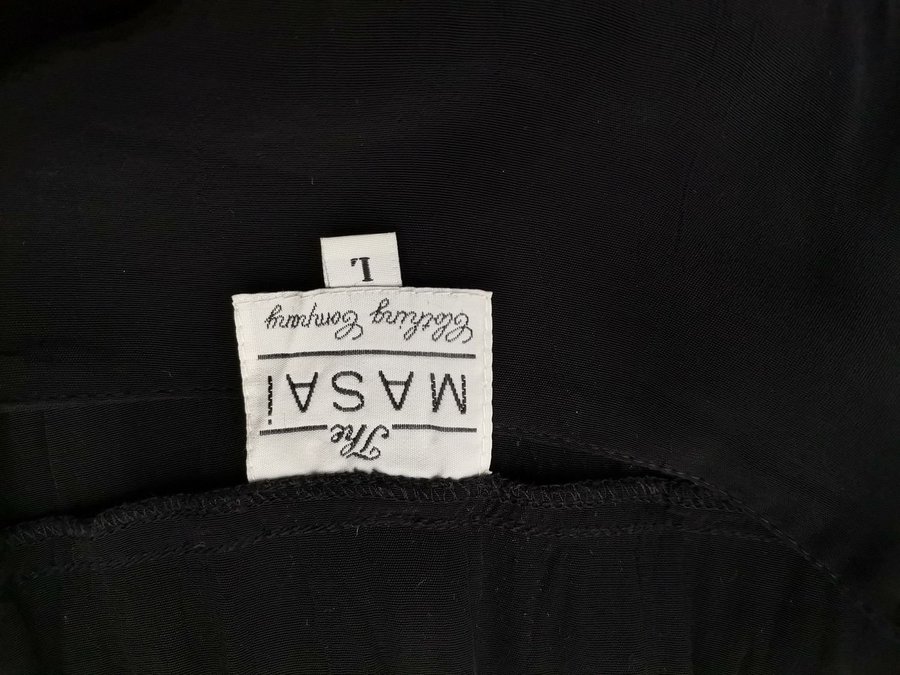 The
MASAi
Clothing Company
L